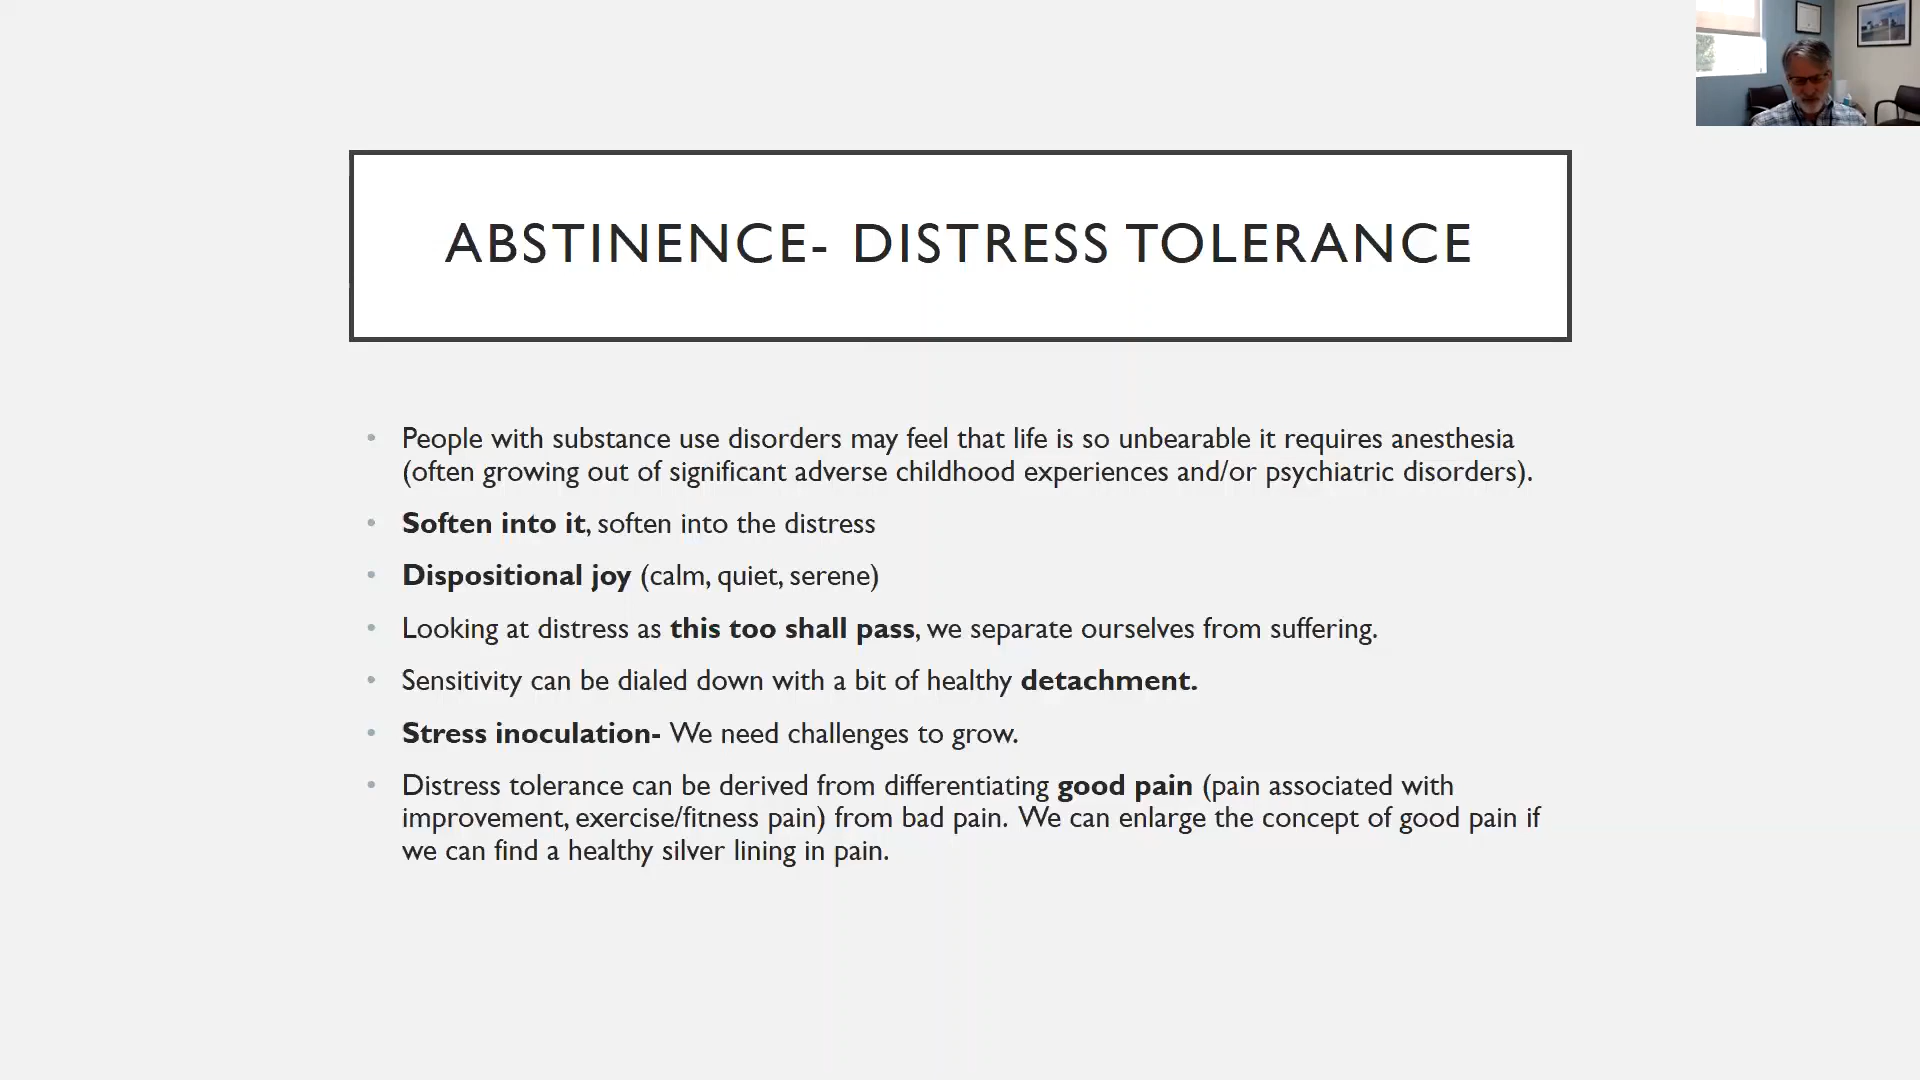 ABSTINENCE- DISTRESS TOLERANCE
• People with substance use disorders may feel that life is so unbearable it requires anesthesia
(often growing out of significant adverse childhood experiences and/or psychiatric disorders).
• Soften into it, soften into the distress
• Dispositional joy (calm, quiet, serene)
• Looking at distress as this too shall pass, we separate ourselves from suffering.
• Sensitivity can be dialed down with a bit of healthy detachment.
• Stress inoculation- We need challenges to grow.
• Distress tolerance can be derived from differentiating good pain (pain associated with
improvement, exercise/fitness pain) from bad pain. We can enlarge the concept of good pain if
we can find a healthy silver lining in pain.